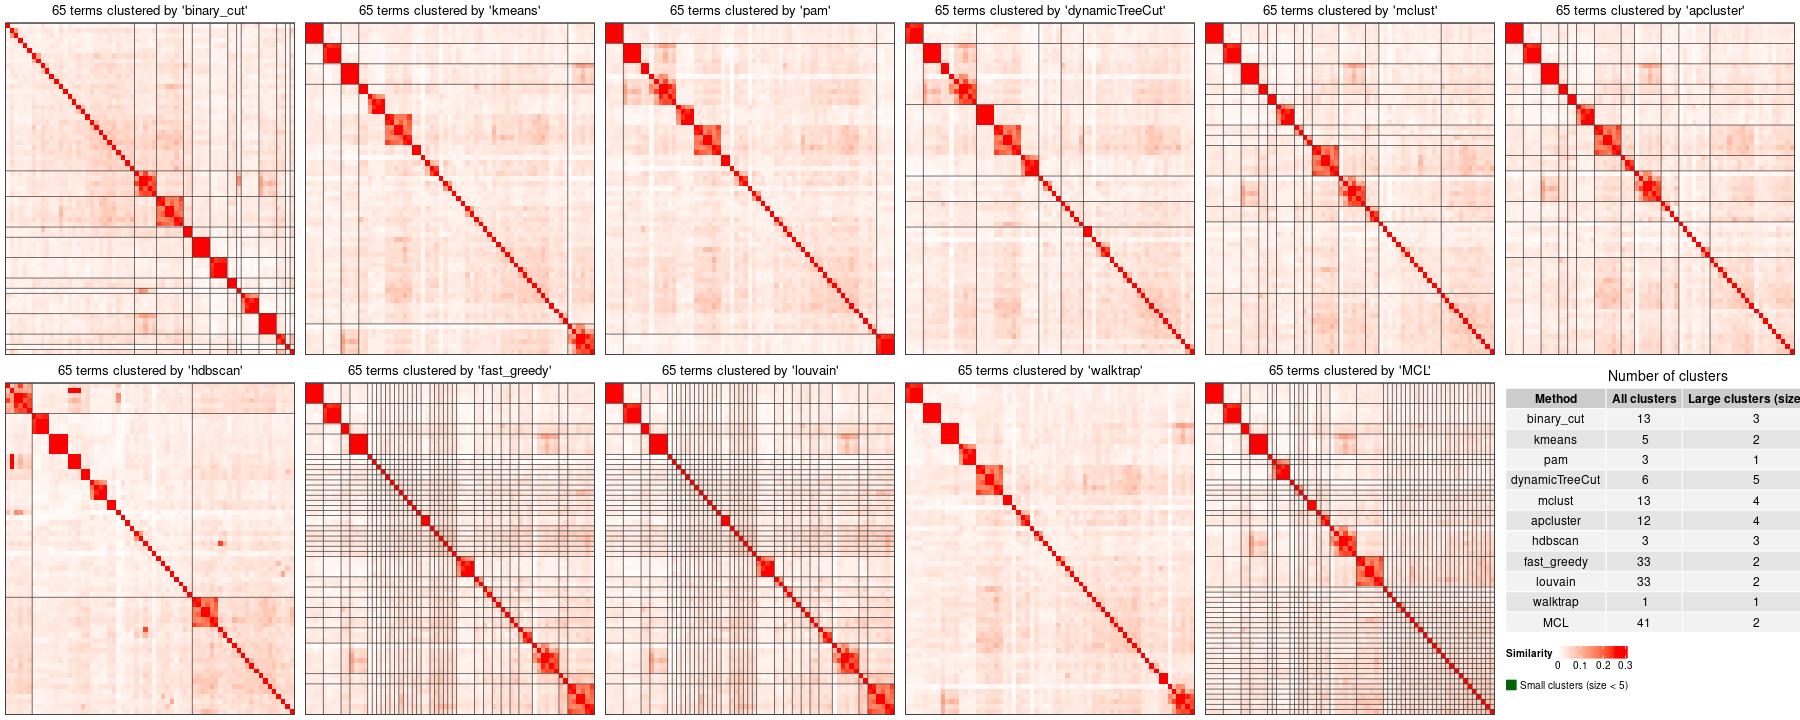 65 terms clustered by 'binary_cut'
65 terms clustered by 'kmeans'
65 terms clustered by 'pam'
65 terms clustered by 'dynamicTreeCut'
65 terms clustered by 'mclust'
65 terms clustered by 'apcluster'
65 terms clustered by 'hdbscan'
65 terms clustered by 'fast_greedy'
65 terms clustered by 'louvain'
65 terms clustered by 'walktrap'
65 terms clustered by 'MCL'
Number of clusters
Method All clusters Large clusters (size
binary_cut 13 3
kmeans 5 2
pam 3 1
dynamicTreeCut 6 5
mclust 13 4
apcluster 12 4
hdbscan 3 3
fast_greedy 33 2
louvain 33 2
walktrap 1 1
MCL 41 2
Similarity
0 0.1 0.2 0.3
Small clusters (size < 5)